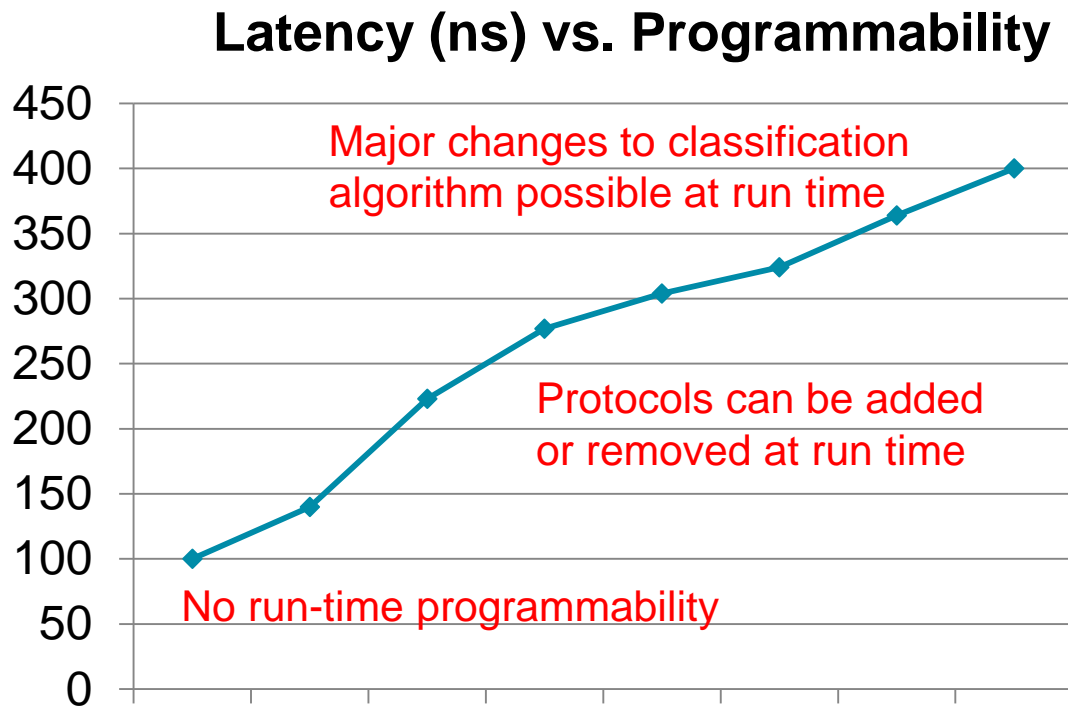 Latency (ns) vs. Programmability
450
400
350
300
250
200
150
100
50
0
Major changes to classification
algorithm possible at run time
Protocols can be added
or removed at run time
No run-time programmability